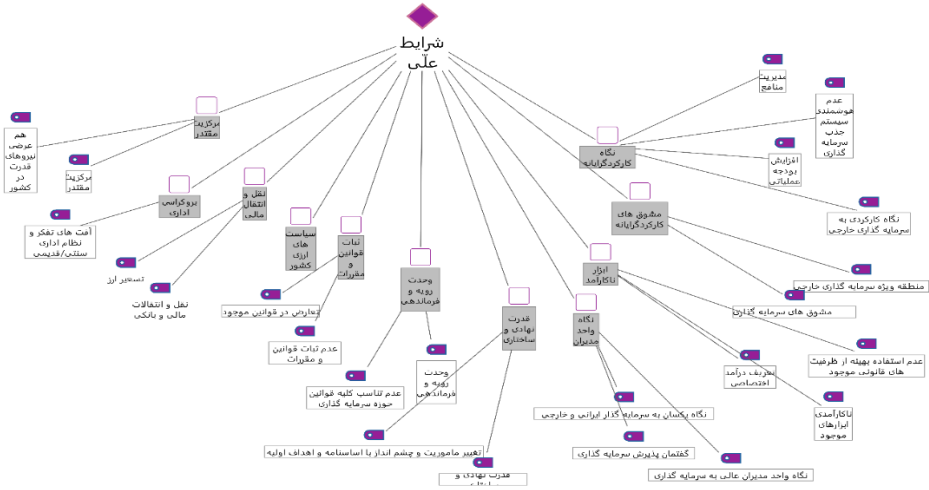 شرایط
علّی
مدیریت
منافع
عدم
هوشمندی
سیستم
جذب
سرمایه
گذاری
افزایش
بودجه
عملیاتی
نگاه
کارکردگرایانه
نگاه کارکردی به
سرمایه گذاری خارجی
مشوق های
کارکردگرایانه
منطقه ویژه سرمایه گذاری خارجی
مشوق های سرمایه گذاری
ابزار
ناکارآمد
عدم استفاده بهینه از ظرفیت
های قانونی موجود
تعریف درآمد
اختصاصی
ناکارآمدی
ابزارهای
موجود
نگاه
واحد
مدیران
نگاه یکسان به سرمایه گذار ایرانی و خارجی
گفتمان پذیرش سرمایه گذاری
نگاه واحد مدیران عالی به سرمایه گذاری
قدرت
نهادی و
ساختاری
تغییر ماموریت و چشم انداز با اساسنامه و اهداف اولیه
قدرت نهادی و
وحدت
رویه و
فرماندهی
وحدت
رویه و
فرماندهی
عدم تناسب کلیه قوانین
حوزه سرمایه گذاری
ثبات
قوانین
و
مقررات
تعارض در قوانین موجود
عدم ثبات قوانین
و مقررات
سیاست
های
ارزی
کشور
نقل و
انتقال
مالی
تسعیر ارز
نقل و انتقالات
مالی و بانکی
بروکراسی
اداری
آفت های تفکر و
نظام اداری
سنتی/قدیمی
مرکزیت
مقتدر
مرکزیت
مقتدر
هم
عرضی
نیروهای
قدرت
در
کشور